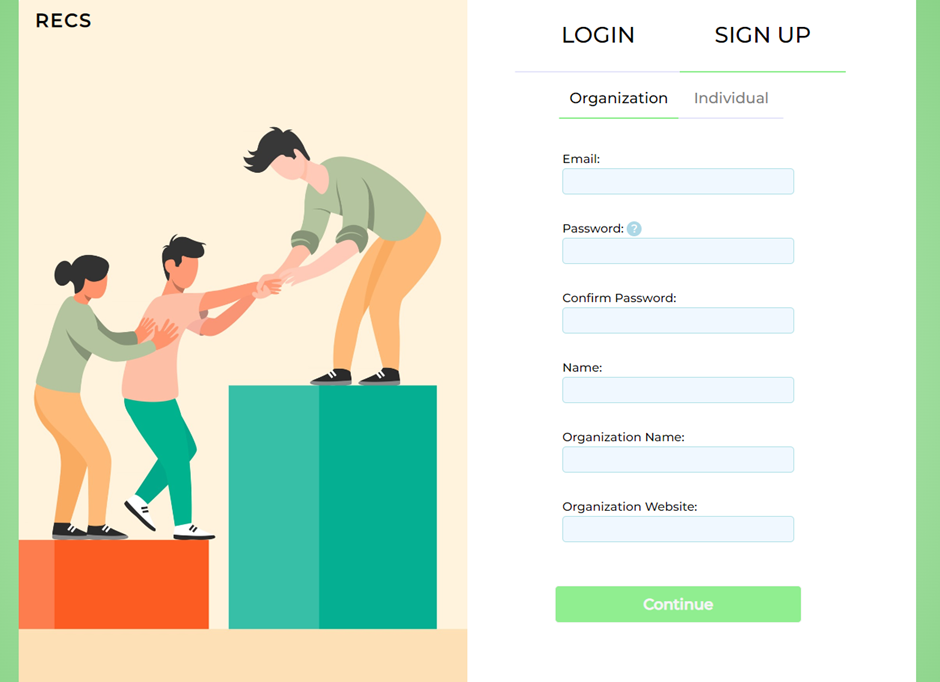 RECS
LOGIN SIGN UP
Organization Individual
Email:
Password: ?
Confirm Password:
Name:
Organization Name:
Organization Website:
Continue